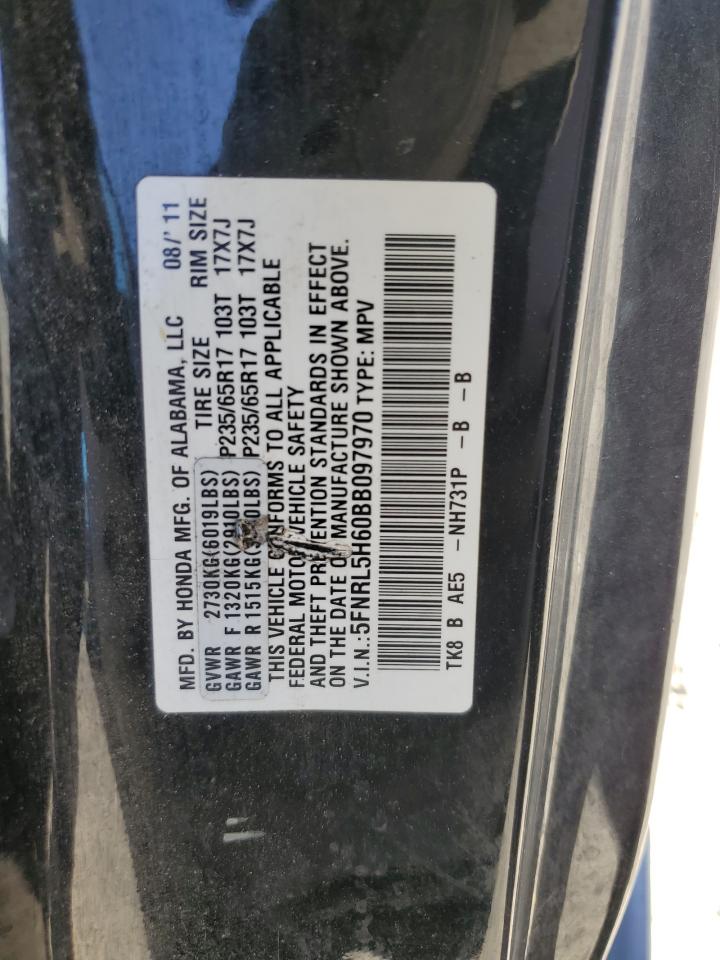 MFD. BY HONDA MFG. OF ALABAMA, LLC 08/' 11
TIRE SIZE RIM SIZE
GVWR 2730KG(6019LBS)
GAWR F 1320KG(2910LBS) P235/65R17 103T 17X7J
GAWR R 1515KG LBS) P235/65R17 103T 17X7J
THIS VEHICLE CONFORMS TO ALL APPLICABLE
FEDERAL MOTOR VEHICLE SAFETY
AND THEFT PREVENTION STANDARDS IN EFFECT
ON THE DATE OF MANUFACTURE SHOWN ABOVE.
V.I.N.:5FNRL5H60BB097970 TYPE: MPV
TK8 B AE5 -NH731P -B -B